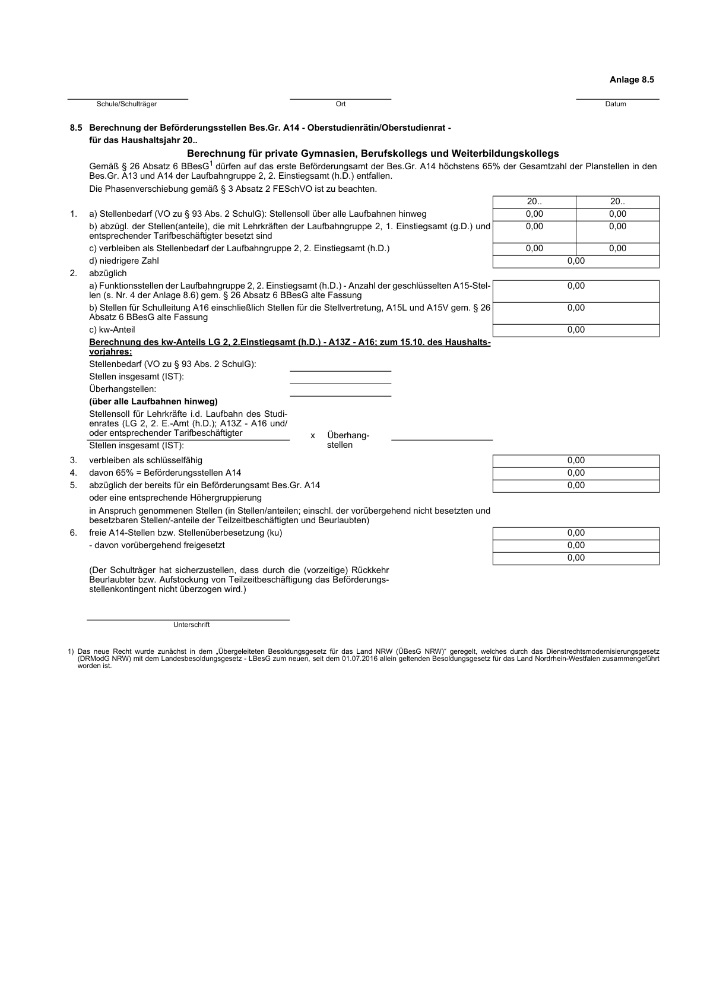 Anlage 8.5
Schule/Schulträger Ort Datum
8.5 Berechnung der Beförderungsstellen Bes.Gr. A14 - Oberstudienrätin/Oberstudienrat -
für das Haushaltsjahr 20..
Berechnung für private Gymnasien, Berufskollegs und Weiterbildungskollegs
Gemäß § 26 Absatz 6 BBesG1 dürfen auf das erste Beförderungsamt der Bes.Gr. A14 höchstens 65% der Gesamtzahl der Planstellen in den
Bes.Gr. A13 und A14 der Laufbahngruppe 2, 2. Einstiegsamt (h.D.) entfallen.
Die Phasenverschiebung gemäß § 3 Absatz 2 FESchVO ist zu beachten.
20.. 20..
1. a) Stellenbedarf (VO zu § 93 Abs. 2 SchulG): Stellensoll über alle Laufbahnen hinweg 0,00 0,00
b) abzügl. der Stellen(anteile), die mit Lehrkräften der Laufbahngruppe 2, 1. Einstiegsamt (g.D.) und 0,00 0,00
entsprechender Tarifbeschäftigter besetzt sind
c) verbleiben als Stellenbedarf der Laufbahngruppe 2, 2. Einstiegsamt (h.D.) 0,00 0,00
d) niedrigere Zahl 0,00
2. abzüglich
a) Funktionsstellen der Laufbahngruppe 2, 2. Einstiegsamt (h.D.) - Anzahl der geschlüsselten A15-Stel- 0,00
len (s. Nr. 4 der Anlage 8.6) gem. § 26 Absatz 6 BBesG alte Fassung
b) Stellen für Schulleitung A16 einschließlich Stellen für die Stellvertretung, A15L und A15V gem. § 26 0,00
Absatz 6 BBesG alte Fassung
c) kw-Anteil 0,00
Berechnung des kw-Anteils LG 2, 2.Einstiegsamt (h.D.) - A13Z - A16; zum 15.10. des Haushalts-
vorjahres:
Stellenbedarf (VO zu § 93 Abs. 2 SchulG):
Stellen insgesamt (IST):
Überhangstellen:
(über alle Laufbahnen hinweg)
Stellensoll für Lehrkräfte i.d. Laufbahn des Studi-
enrates (LG 2, 2. E.-Amt (h.D.); A13Z - A16 und/
oder entsprechender Tarifbeschäftigter x Überhang-
Stellen insgesamt (IST): stellen
3. verbleiben als schlüsselfähig 0,00
4. davon 65% = Beförderungsstellen A14 0,00
5. abzüglich der bereits für ein Beförderungsamt Bes.Gr. A14 0,00
oder eine entsprechende Höhergruppierung
in Anspruch genommenen Stellen (in Stellen/anteilen; einschl. der vorübergehend nicht besetzten und
besetzbaren Stellen/-anteile der Teilzeitbeschäftigten und Beurlaubten)
6. freie A14-Stellen bzw. Stellenüberbesetzung (ku) 0,00
- davon vorübergehend freigesetzt 0,00
0,00
(Der Schulträger hat sicherzustellen, dass durch die (vorzeitige) Rückkehr
Beurlaubter bzw. Aufstockung von Teilzeitbeschäftigung das Beförderungs-
stellenkontingent nicht überzogen wird.)
Unterschrift
1) Das neue Recht wurde zunächst in dem „Übergeleiteten Besoldungsgesetz für das Land NRW (ÜBesG NRW)“ geregelt, welches durch das Dienstrechtsmodernisierungsgesetz
(DRModG NRW) mit dem Landesbesoldungsgesetz - LBesG zum neuen, seit dem 01.07.2016 allein geltenden Besoldungsgesetz für das Land Nordrhein-Westfalen zusammengeführt
worden ist.